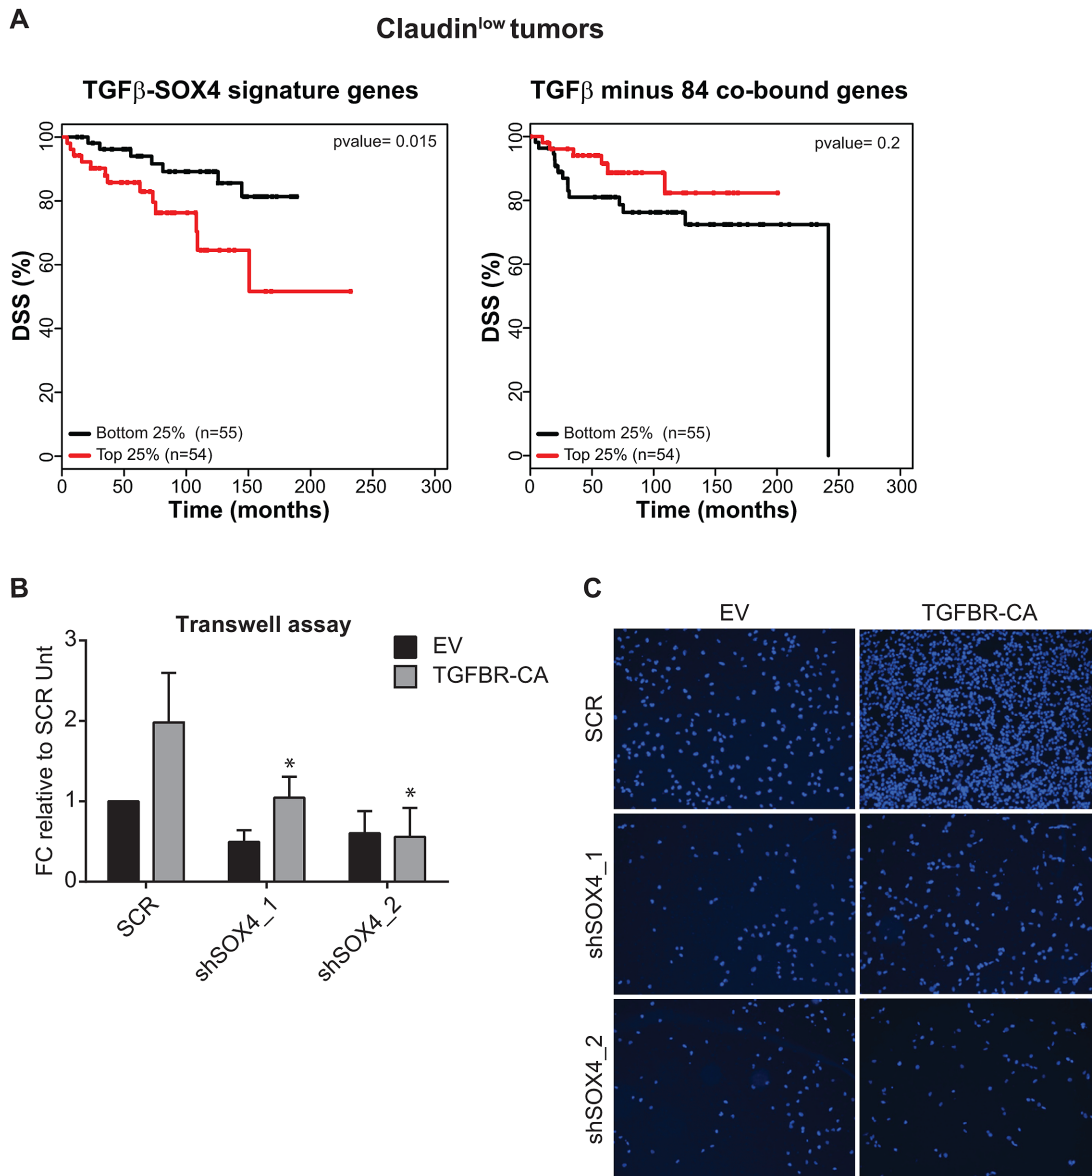 A
Claudinlow tumors
TGFβ-SOX4 signature genes
pvalue= 0.015
DSS (%)
100
80
60
40
20
0
Bottom 25% (n=55)
Top 25% (n=54)
0 50 100 150 200 250 300
Time (months)
TGFβ minus 84 co-bound genes
pvalue= 0.2
DSS (%)
100
80
60
40
20
0
Bottom 25% (n=55)
Top 25% (n=54)
0 50 100 150 200 250 300
Time (months)
B
Transwell assay
EV
TGFBR-CA
FC relative to SCR Unt
3
2
1
0
* *
SCR shSOX4_1 shSOX4_2
C
EV TGFBR-CA
SCR
shSOX4_1
shSOX4_2